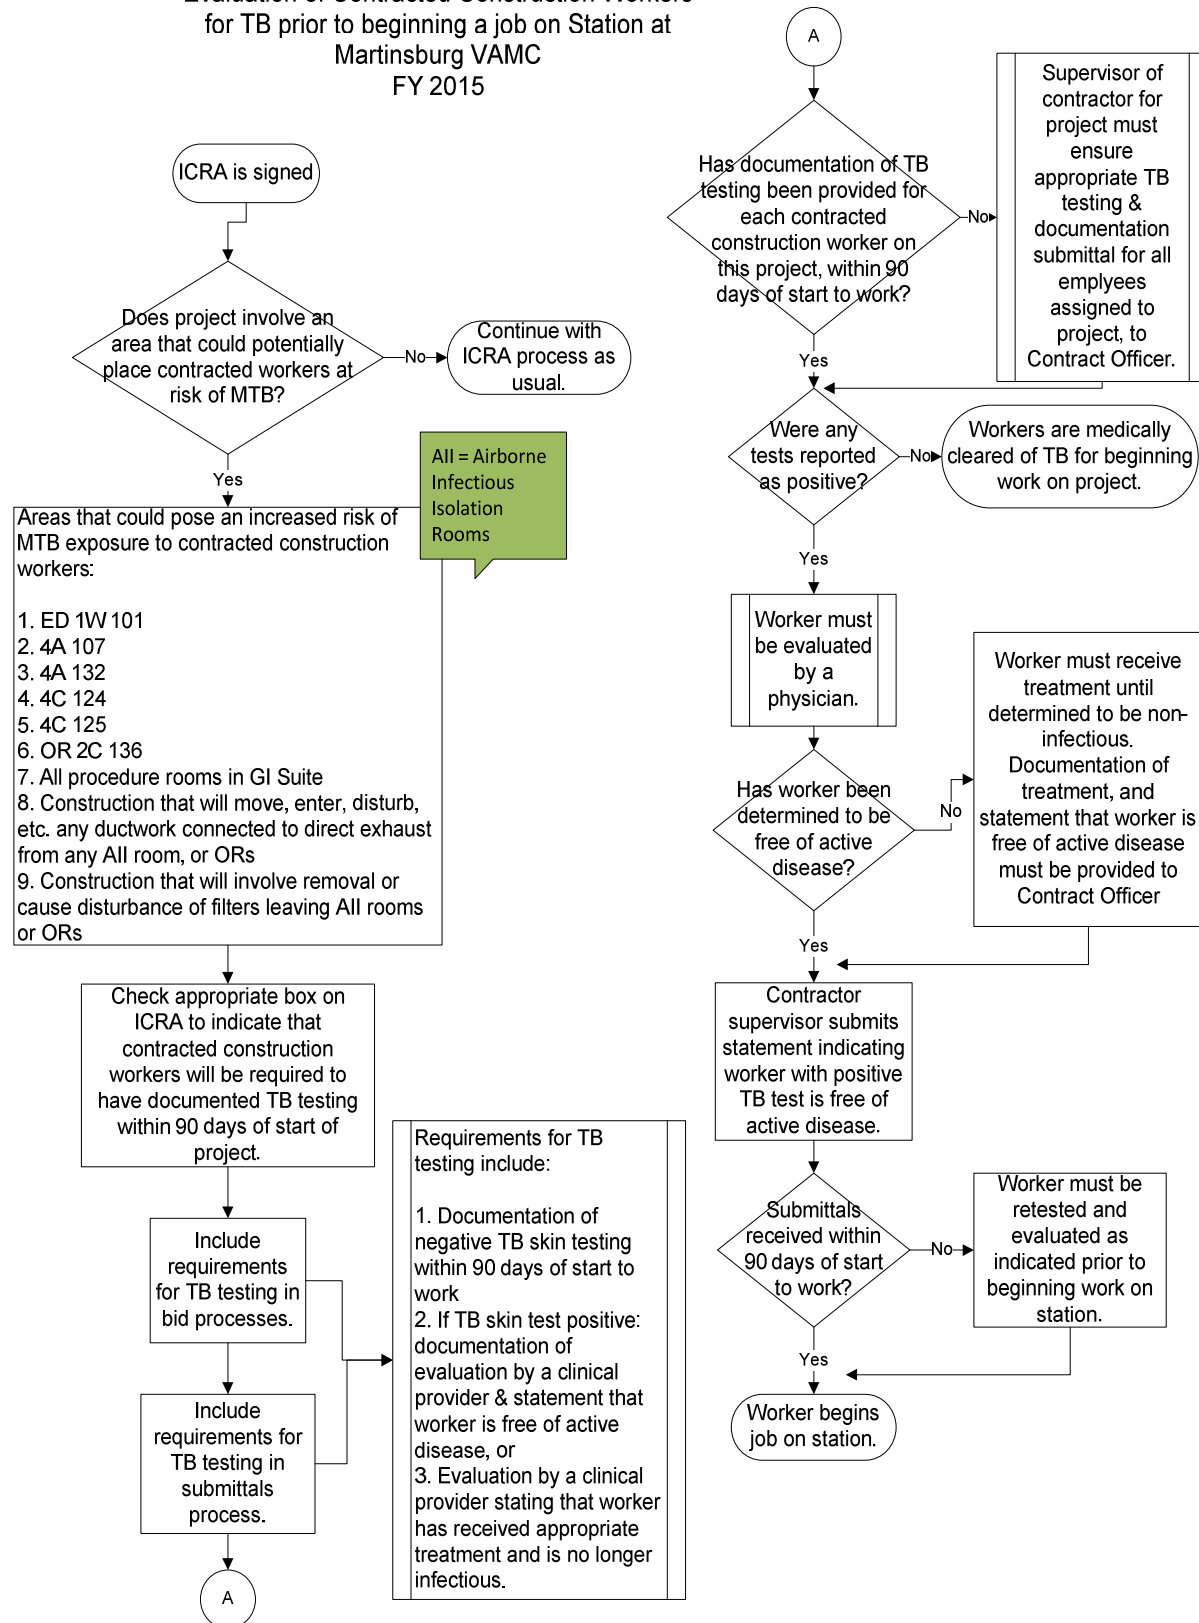 Evaluation of Contracted Construction Workers
for TB prior to beginning a job on Station at
Martinsburg VAMC
FY 2015
ICRA is signed
Does project involve an
area that could potentially
place contracted workers at
risk of MTB?
No
Continue with
ICRA process as
usual.
Yes
AII = Airborne
Infectious
Isolation
Rooms
Areas that could pose an increased risk of
MTB exposure to contracted construction
workers:
1. ED 1W 101
2. 4A 107
3. 4A 132
4. 4C 124
5. 4C 125
6. OR 2C 136
7. All procedure rooms in GI Suite
8. Construction that will move, enter, disturb,
etc. any ductwork connected to direct exhaust
from any AII room, or ORs
9. Construction that will involve removal or
cause disturbance of filters leaving AII rooms
or ORs
Check appropriate box on
ICRA to indicate that
contracted construction
workers will be required to
have documented TB testing
within 90 days of start of
project.
Include
requirements
for TB testing in
bid processes.
Include
requirements for
TB testing in
submittals
process.
A
Requirements for TB
testing include:
1. Documentation of
negative TB skin testing
within 90 days of start to
work
2. If TB skin test positive:
documentation of
evaluation by a clinical
provider & statement that
worker is free of active
disease, or
3. Evaluation by a clinical
provider stating that worker
has received appropriate
treatment and is no longer
infectious.
A
Has documentation of TB
testing been provided for
each contracted
construction worker on
this project, within 90
days of start to work?
No
Supervisor of
contractor for
project must
ensure
appropriate TB
testing &
documentation
submittal for all
emplyees
assigned to
project, to
Contract Officer.
Yes
Were any
tests reported
as positive?
No
Workers are medically
cleared of TB for beginning
work on project.
Yes
Worker must
be evaluated
by a
physician.
Has worker been
determined to be
free of active
disease?
No
Worker must receive
treatment until
determined to be non-
infectious.
Documentation of
treatment, and
statement that worker is
free of active disease
must be provided to
Contract Officer
Yes
Contractor
supervisor submits
statement indicating
worker with positive
TB test is free of
active disease.
Submittals
received within
90 days of start
to work?
No
Worker must be
retested and
evaluated as
indicated prior to
beginning work on
station.
Yes
Worker begins
job on station.